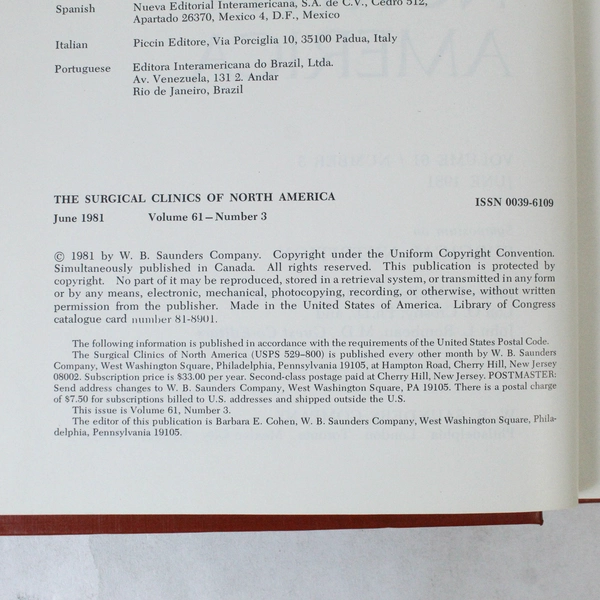 Spanish Nueva Editorial Interamericana, S.A. de C.V., Cedro 512,
Apartado 26370, Mexico 4, D.F., Mexico
Italian Piccin Editore, Via Porciglia 10, 35100 Padua, Italy
Portuguese Editora Interamericana do Brazil, Ltda.
Av. Venezuela, 131 2. Andar
Rio de Janeiro, Brazil
THE SURGICAL CLINICS OF NORTH AMERICA ISSN 0039-6109
June 1981 Volume 61—Number 3
© 1981 by W. B. Saunders Company. Copyright under the Uniform Copyright Convention.
Simultaneously published in Canada. All rights reserved. This publication is protected by
copyright. No part of it may be reproduced, stored in a retrieval system, or transmitted in any form
or by any means, electronic, mechanical, photocopying, recording, or otherwise, without written
permission from the publisher. Made in the United States of America. Library of Congress
catalogue card number 81-8901.
The following information is published in accordance with the requirements of the United States Postal Code.
The Surgical Clinics of North America (USPS 529–800) is published every other month by W. B. Saunders
Company, West Washington Square, Philadelphia, Pennsylvania 19105, at Hampton Road, Cherry Hill, New Jersey
08002. Subscription price is $33.00 per year. Second-class postage paid at Cherry Hill, New Jersey. POSTMASTER:
Send address changes to W. B. Saunders Company, West Washington Square, PA 19105. There is a postal charge
of $7.50 for subscriptions billed to U.S. addresses and shipped outside the U.S.
This issue is Volume 61, Number 3.
The editor of this publication is Barbara E. Cohen, W. B. Saunders Company, West Washington Square, Phila-
delphia, Pennsylvania 19105.